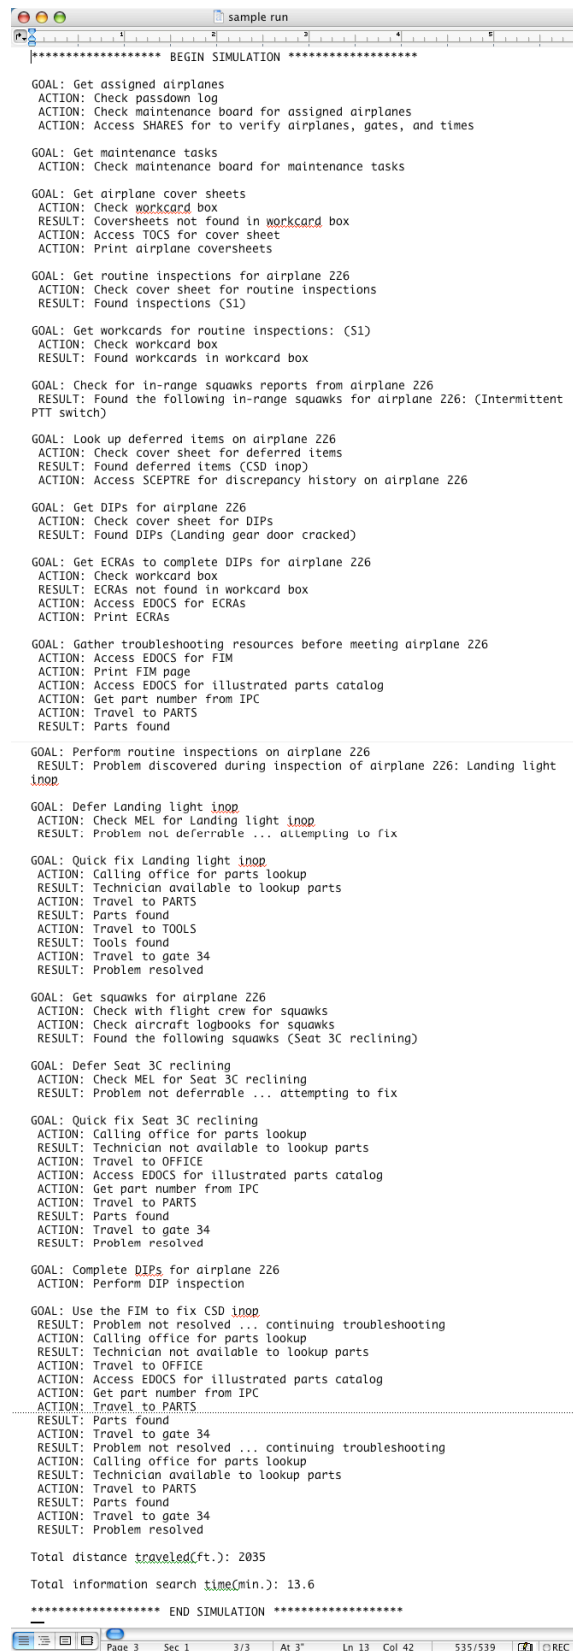 sample run
1 2 3 4 5
******************* BEGIN SIMULATION *******************
GOAL: Get assigned airplanes
ACTION: Check passdown log
ACTION: Check maintenance board for assigned airplanes
ACTION: Access SHARES for to verify airplanes, gates, and times
GOAL: Get maintenance tasks
ACTION: Check maintenance board for maintenance tasks
GOAL: Get airplane cover sheets
ACTION: Check workcard box
RESULT: Coversheets not found in workcard box
ACTION: Access TOCS for cover sheet
ACTION: Print airplane coversheets
GOAL: Get routine inspections for airplane 226
ACTION: Check cover sheet for routine inspections
RESULT: Found inspections (S1)
GOAL: Get workcards for routine inspections: (S1)
ACTION: Check workcard box
RESULT: Found workcards in workcard box
GOAL: Check for in-range squawks reports from airplane 226
RESULT: Found the following in-range squawks for airplane 226: (Intermittent
PTT switch)
GOAL: Look up deferred items on airplane 226
ACTION: Check cover sheet for deferred items
RESULT: Found deferred items (CSD inop)
ACTION: Access SCEPTRE for discrepancy history on airplane 226
GOAL: Get DIPs for airplane 226
ACTION: Check cover sheet for DIPs
RESULT: Found DIPs (Landing gear door cracked)
GOAL: Get ECRAs to complete DIPs for airplane 226
ACTION: Check workcard box
RESULT: ECRAs not found in workcard box
ACTION: Access EDOCS for ECRAs
ACTION: Print ECRAs
GOAL: Gather troubleshooting resources before meeting airplane 226
ACTION: Access EDOCS for FIM
ACTION: Print FIM page
ACTION: Access EDOCS for illustrated parts catalog
ACTION: Get part number from IPC
ACTION: Travel to PARTS
RESULT: Parts found
GOAL: Perform routine inspections on airplane 226
RESULT: Problem discovered during inspection of airplane 226: Landing light
inop
GOAL: Defer Landing light inop
ACTION: Check MEL for Landing light inop
RESULT: Problem not deferrable ... attempting to fix
GOAL: Quick fix Landing light inop
ACTION: Calling office for parts lookup
RESULT: Technician available to lookup parts
ACTION: Travel to PARTS
RESULT: Parts found
ACTION: Travel to TOOLS
RESULT: Tools found
ACTION: Travel to gate 34
RESULT: Problem resolved
GOAL: Get squawks for airplane 226
ACTION: Check with flight crew for squawks
ACTION: Check aircraft logbooks for squawks
RESULT: Found the following squawks (Seat 3C reclining)
GOAL: Defer Seat 3C reclining
ACTION: Check MEL for Seat 3C reclining
RESULT: Problem not deferrable ... attempting to fix
GOAL: Quick fix Seat 3C reclining
ACTION: Calling office for parts lookup
RESULT: Technician not available to lookup parts
ACTION: Travel to OFFICE
ACTION: Access EDOCS for illustrated parts catalog
ACTION: Get part number from IPC
ACTION: Travel to PARTS
RESULT: Parts found
ACTION: Travel to gate 34
RESULT: Problem resolved
GOAL: Complete DIPs for airplane 226
ACTION: Perform DIP inspection
GOAL: Use the FIM to fix CSD inop
RESULT: Problem not resolved ... continuing troubleshooting
ACTION: Calling office for parts lookup
RESULT: Technician not available to lookup parts
ACTION: Travel to OFFICE
ACTION: Access EDOCS for illustrated parts catalog
ACTION: Get part number from IPC
ACTION: Travel to PARTS
RESULT: Parts found
ACTION: Travel to gate 34
RESULT: Problem not resolved ... continuing troubleshooting
ACTION: Calling office for parts lookup
RESULT: Technician available to lookup parts
ACTION: Travel to PARTS
RESULT: Parts found
ACTION: Travel to gate 34
RESULT: Problem resolved
Total distance traveled(ft.): 2035
Total information search time(min.): 13.6
******************* END SIMULATION *******************
Page 3 Sec 1 3/3 At 3" Ln 13 Col 42 535/539 REC